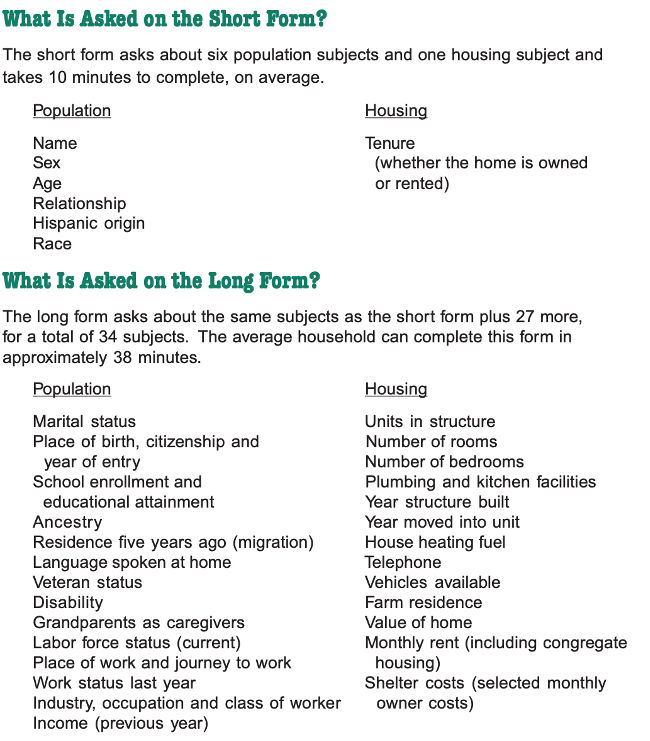 What Is Asked on the Short Form?
The short form asks about six population subjects and one housing subject and
takes 10 minutes to complete, on average.
Population
Name
Sex
Age
Relationship
Hispanic origin
Race
Housing
Tenure
(whether the home is owned
or rented)
What Is Asked on the Long Form?
The long form asks about the same subjects as the short form plus 27 more,
for a total of 34 subjects. The average household can complete this form in
approximately 38 minutes.
Population
Marital status
Place of birth, citizenship and
year of entry
School enrollment and
educational attainment
Ancestry
Residence five years ago (migration)
Language spoken at home
Veteran status
Disability
Grandparents as caregivers
Labor force status (current)
Place of work and journey to work
Work status last year
Industry, occupation and class of worker
Income (previous year)
Housing
Units in structure
Number of rooms
Number of bedrooms
Plumbing and kitchen facilities
Year structure built
Year moved into unit
House heating fuel
Telephone
Vehicles available
Farm residence
Value of home
Monthly rent (including congregate
housing)
Shelter costs (selected monthly
owner costs)